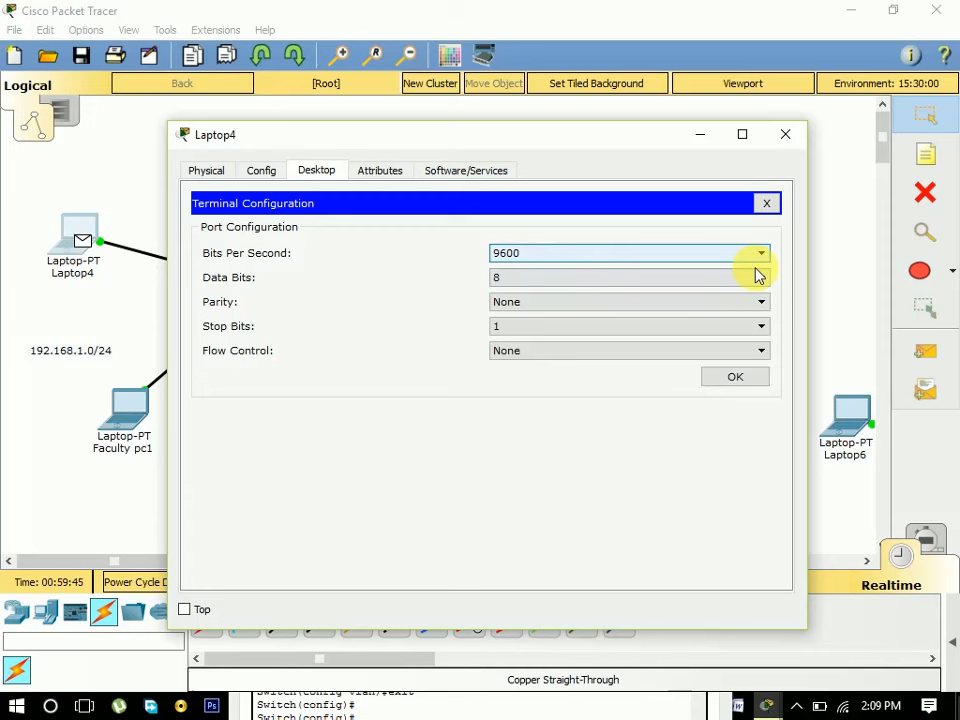 Cisco Packet Tracer
File Edit Options View Tools Extensions Help
Logical
Back
[Root]
New Cluster
Move Object
Set Tiled Background
Viewport
Environment: 15:30:00
Laptop4
Physical
Config
Desktop
Attributes
Software/Services
Terminal Configuration
X
Port Configuration
Bits Per Second:
9600
Data Bits:
8
Parity:
None
Stop Bits:
1
Flow Control:
None
OK
Top
Laptop-PT
Laptop4
192.168.1.0/24
Laptop-PT
Faculty pc1
Laptop-PT
Laptop6
Time: 00:59:45
Power Cycle D
Realtime
Copper Straight-Through
Switch(config-vlan)#exit
Switch(config)#
Switch(config)#
2:09 PM